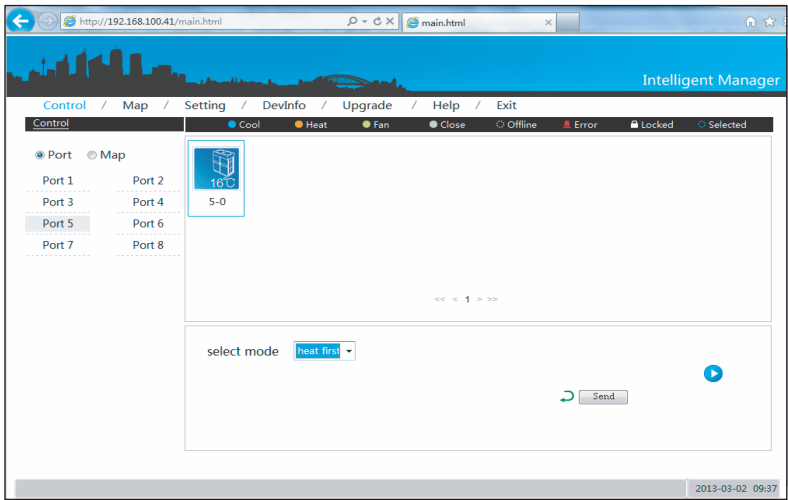 http://192.168.100.41/main.html
main.html
Intelligent Manager
Control / Map / Setting / DevInfo / Upgrade / Help / Exit
Control
Cool Heat Fan Close Offline Error Locked Selected
Port Map
Port 1 Port 2
Port 3 Port 4
Port 5 Port 6
Port 7 Port 8
16℃
5-0
<< < 1 > >>
select mode heat first
Send
2013-03-02 09:37